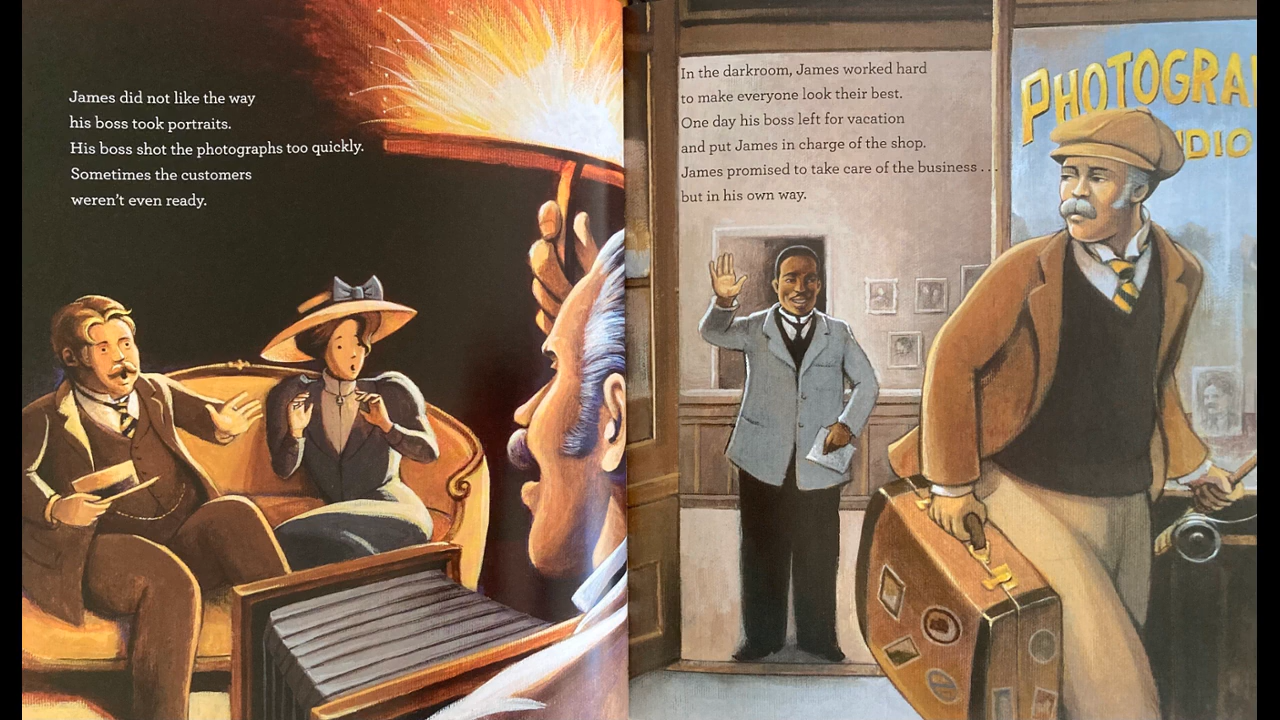 James did not like the way
his boss took portraits.
His boss shot the photographs too quickly.
Sometimes the customers
weren't even ready.
In the darkroom, James worked hard
to make everyone look their best.
One day his boss left for vacation
and put James in charge of the shop.
James promised to take care of the business . . .
but in his own way.
PHOTOGRA
DIO